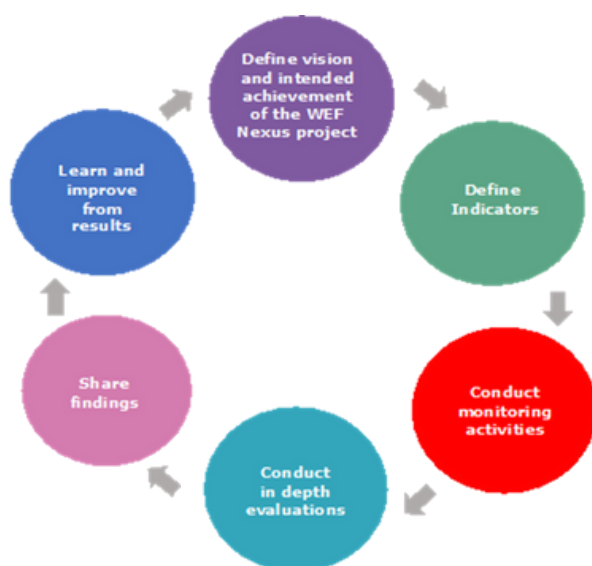 Define vision
and intended
achievement
of the WEF
Nexus project
Define
Indicators
Conduct
monitoring
activities
Conduct
in depth
evaluations
Share
findings
Learn and
improve
from
results